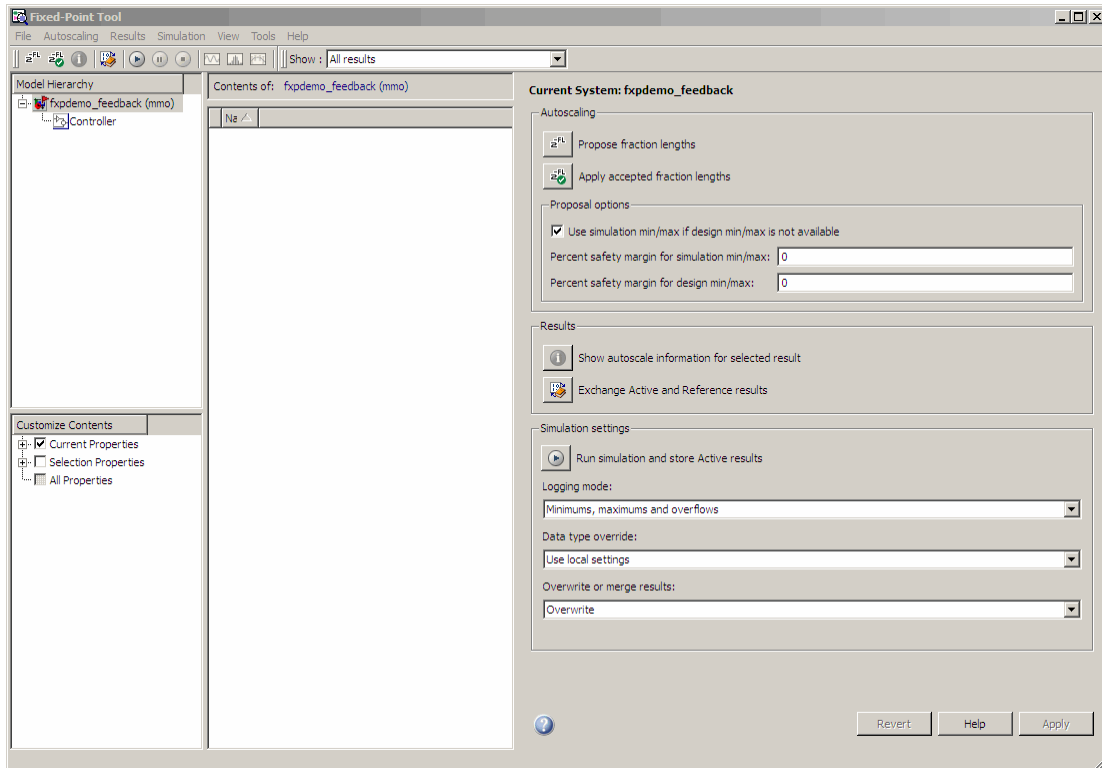 Fixed-Point Tool
File Autoscaling Results Simulation View Tools Help
Show : All results
Model Hierarchy
fxpdemo_feedback (mmo)
Controller
Customize Contents
Current Properties
Selection Properties
All Properties
Contents of: fxpdemo_feedback (mmo)
Na
Current System: fxpdemo_feedback
Autoscaling
Propose fraction lengths
Apply accepted fraction lengths
Proposal options
Use simulation min/max if design min/max is not available
Percent safety margin for simulation min/max: 0
Percent safety margin for design min/max: 0
Results
Show autoscale information for selected result
Exchange Active and Reference results
Simulation settings
Run simulation and store Active results
Logging mode:
Minimums, maximums and overflows
Data type override:
Use local settings
Overwrite or merge results:
Overwrite
Revert Help Apply